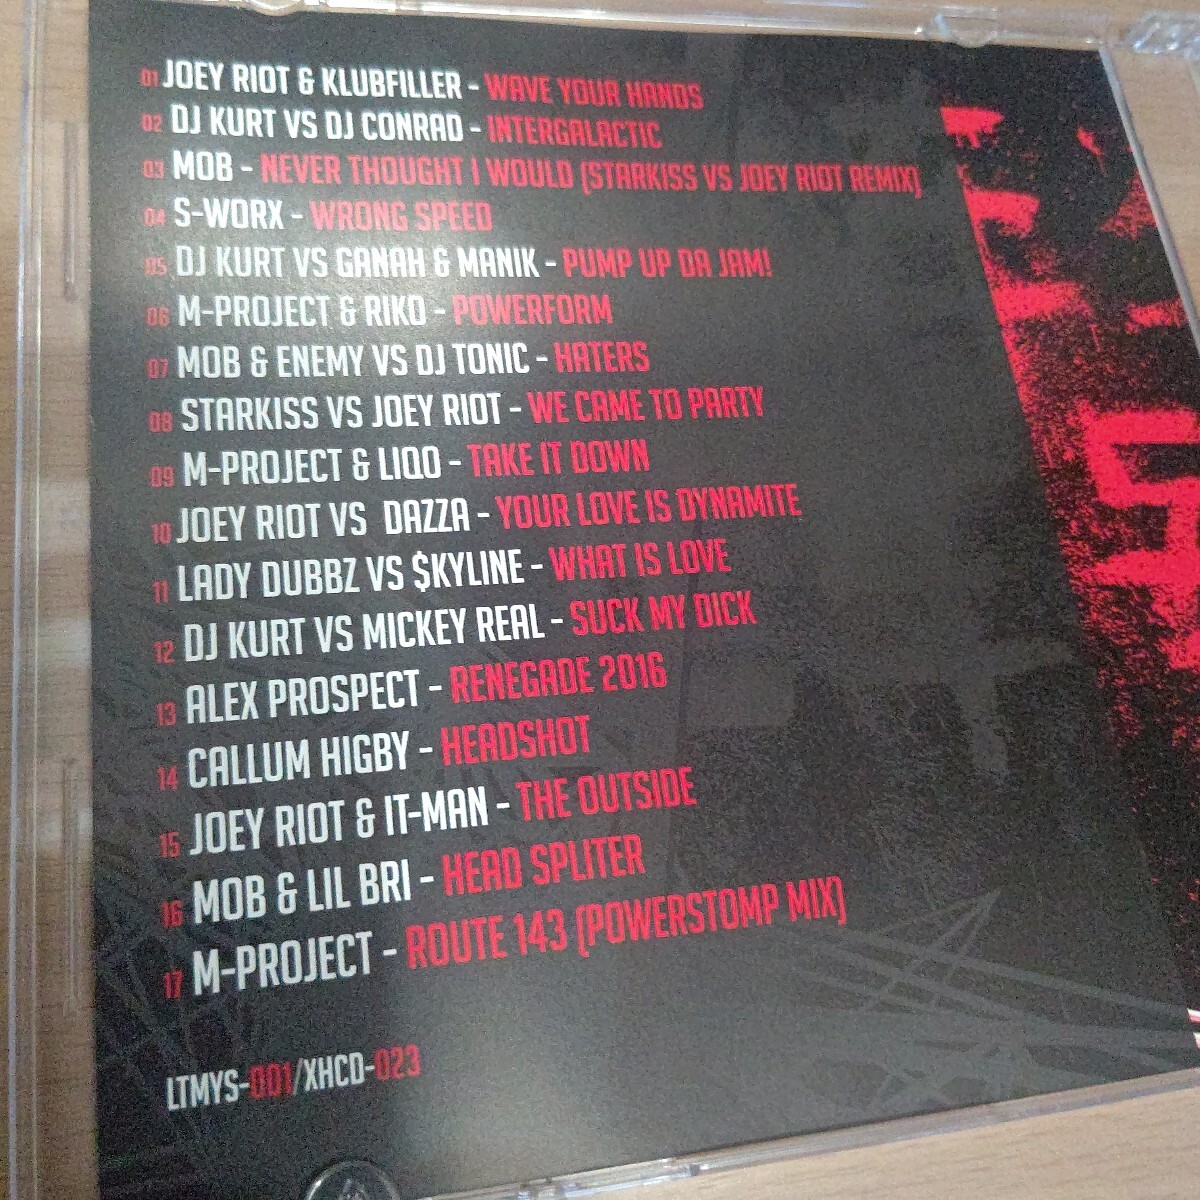 01 JOEY RIOT & KLUBFILLER - WAVE YOUR HANDS
02 DJ KURT VS DJ CONRAD - INTERGALACTIC
03 MOB - NEVER THOUGHT I WOULD (STARKISS VS JOEY RIOT REMIX)
04 S-WORX - WRONG SPEED
05 DJ KURT VS GANAH & MANIK - PUMP UP DA JAM!
06 M-PROJECT & RIKO - POWERFORM
07 MOB & ENEMY VS DJ TONIC - HATERS
08 STARKISS VS JOEY RIOT - WE CAME TO PARTY
09 M-PROJECT & LIQO - TAKE IT DOWN
10 JOEY RIOT VS DAZZA - YOUR LOVE IS DYNAMITE
11 LADY DUBBZ VS $KYLINE - WHAT IS LOVE
12 DJ KURT VS MICKEY REAL - SUCK MY DICK
13 ALEX PROSPECT - RENEGADE 2016
14 CALLUM HIGBY - HEADSHOT
15 JOEY RIOT & IT-MAN - THE OUTSIDE
16 MOB & LIL BRI - HEAD SPLITER
17 M-PROJECT - ROUTE 143 (POWERSTOMP MIX)
LTMYS-001/XHCD-023